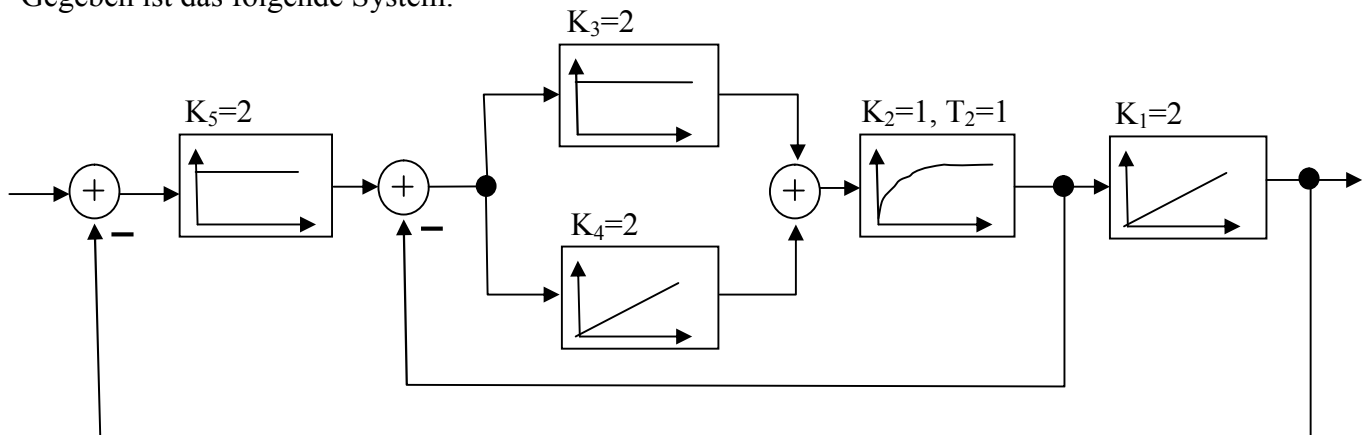 Gegeben ist das folgende System:
K₃=2
K₅=2
K₂=1, T₂=1
K₁=2
+
+
+
−
−
K₄=2